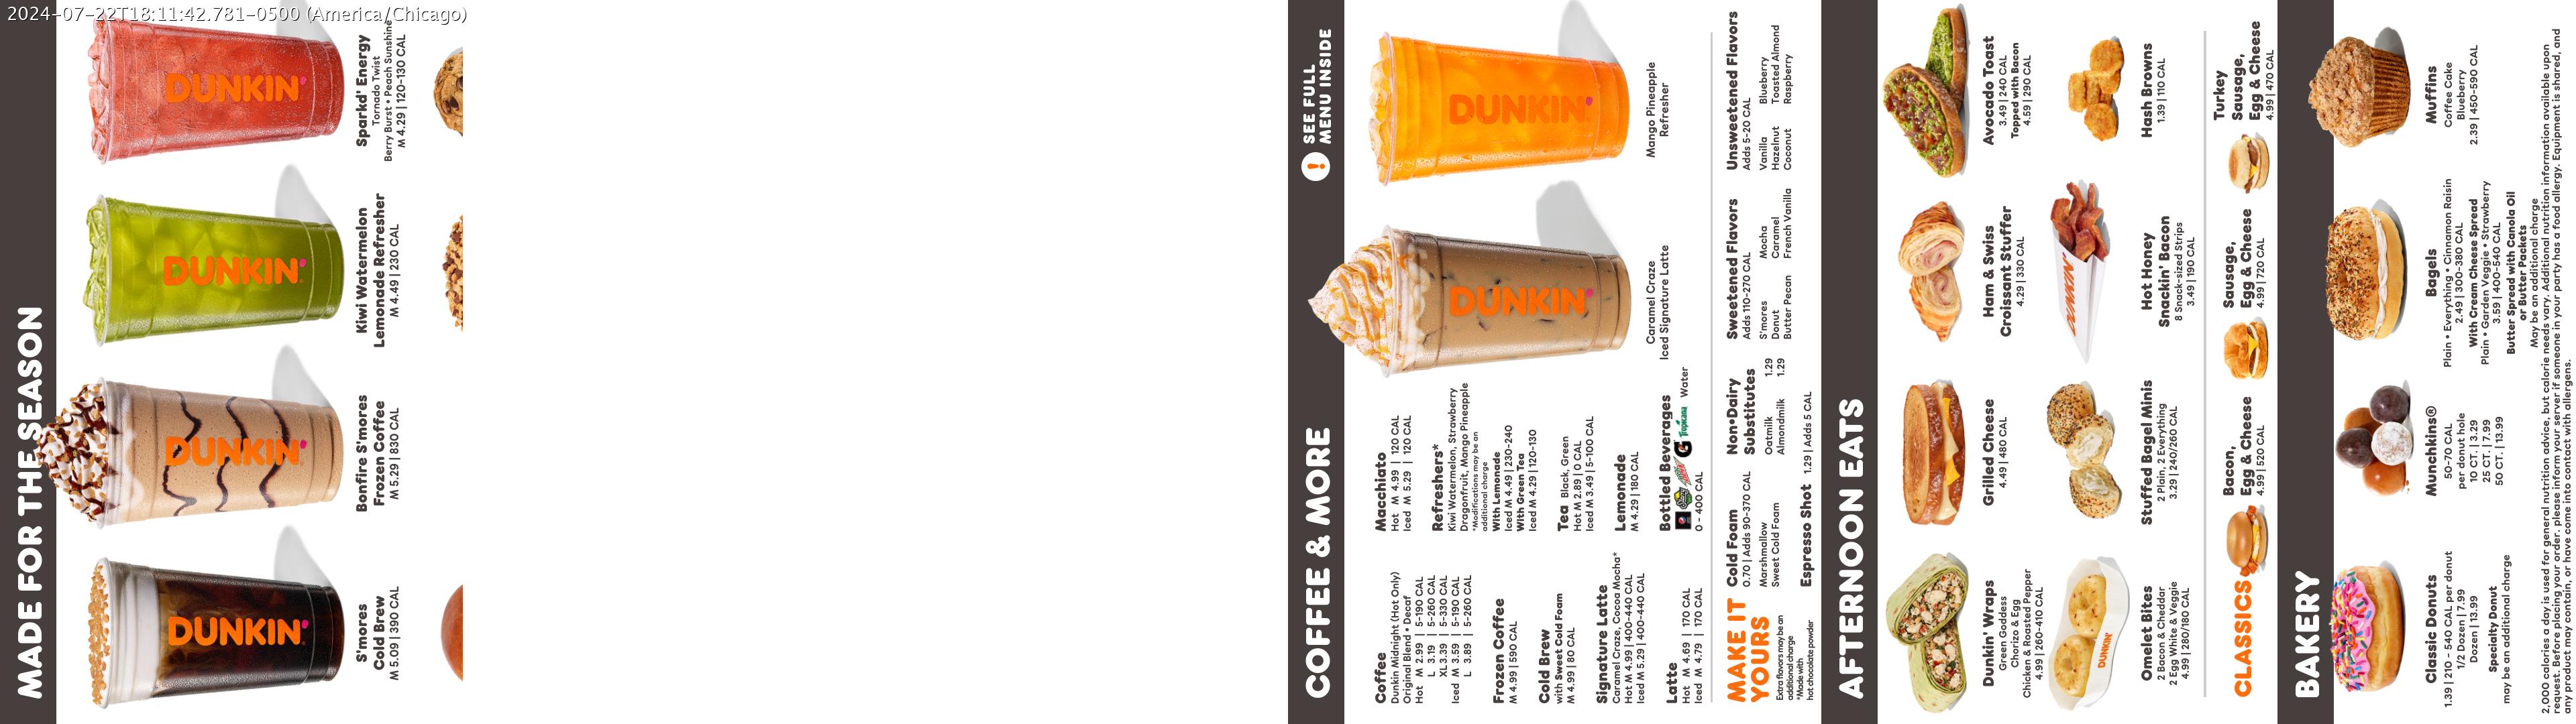 2024-07-22T18:11:42.781-0500 (America/Chicago)
MADE FOR THE SEASON
DUNKIN'
S'mores
Cold Brew
M 5.09 | 390 CAL
DUNKIN'
Bonfire S'mores
Frozen Coffee
M 5.29 | 830 CAL
DUNKIN'
Kiwi Watermelon
Lemonade Refresher
M 4.49 | 230 CAL
DUNKIN'
Sparkd' Energy
Tornado Twist
Berry Burst • Peach Sunshine
M 4.29 | 120-130 CAL
COFFEE & MORE
! SEE FULL
MENU INSIDE
Coffee
Dunkin Midnight (Hot Only)
Original Blend • Decaf
Hot M 2.99 | 5-190 CAL
L 3.19 | 5-260 CAL
XL 3.39 | 5-330 CAL
Iced M 3.59 | 5-190 CAL
L 3.89 | 5-260 CAL
Frozen Coffee
M 4.99 | 590 CAL
Cold Brew
with Sweet Cold Foam
M 4.99 | 80 CAL
Signature Latte
Caramel Craze, Cocoa Mocha*
Hot M 4.99 | 400-440 CAL
Iced M 5.29 | 400-440 CAL
Latte
Hot M 4.69 | 170 CAL
Iced M 4.79 | 170 CAL
Macchiato
Hot M 4.99 | 120 CAL
Iced M 5.29 | 120 CAL
Refreshers*
Kiwi Watermelon, Strawberry
Dragonfruit, Mango Pineapple
*Modifications may be an
additional charge
With Lemonade
Iced M 4.49 | 230-240
With Green Tea
Iced M 4.29 | 120-130
Tea Black, Green
Hot M 2.89 | 0 CAL
Iced M 3.49 | 5-100 CAL
Lemonade
M 4.29 | 180 CAL
Bottled Beverages
G Tropicana Water
0 - 400 CAL
DUNKIN'
Caramel Craze
Iced Signature Latte
DUNKIN'
Mango Pineapple
Refresher
MAKE IT
YOURS
Extra flavors may be an
additional charge
*Made with
hot chocolate powder
Cold Foam
0.70 | Adds 90-370 CAL
Marshmallow
Sweet Cold Foam
Espresso Shot 1.29 | Adds 5 CAL
Non•Dairy
Substitutes
Oatmilk 1.29
Almondmilk 1.29
Sweetened Flavors
Adds 110-270 CAL
S'mores Mocha
Donut Caramel
Butter Pecan French Vanilla
Unsweetened Flavors
Adds 5-20 CAL
Vanilla Blueberry
Hazelnut Toasted Almond
Coconut Raspberry
AFTERNOON EATS
Dunkin' Wraps
Green Goddess
Chorizo & Egg
Chicken & Roasted Pepper
4.99 | 260-410 CAL
Grilled Cheese
4.49 | 480 CAL
Ham & Swiss
Croissant Stuffer
4.29 | 330 CAL
Avocado Toast
3.49 | 240 CAL
Topped with Bacon
4.59 | 290 CAL
DUNKIN'
Omelet Bites
2 Bacon & Cheddar
2 Egg White & Veggie
4.99 | 280/180 CAL
Stuffed Bagel Minis
2 Plain, 2 Everything
3.29 | 240/260 CAL
DUNKIN'
Hot Honey
Snackin' Bacon
8 Snack-sized Strips
3.49 | 190 CAL
Hash Browns
1.39 | 110 CAL
CLASSICS
Bacon,
Egg & Cheese
4.99 | 520 CAL
Sausage,
Egg & Cheese
4.99 | 720 CAL
Turkey
Sausage,
Egg & Cheese
4.99 | 470 CAL
BAKERY
Classic Donuts
1.39 | 210 - 540 CAL per donut
1/2 Dozen | 7.99
Dozen | 13.99
Specialty Donut
may be an additional charge
Munchkins®
50-70 CAL
per donut hole
10 CT. | 3.29
25 CT. | 7.99
50 CT. | 13.99
Bagels
Plain • Everything • Cinnamon Raisin
2.49 | 300-380 CAL
With Cream Cheese Spread
Plain • Garden Veggie • Strawberry
3.59 | 400-540 CAL
Butter Spread with Canola Oil
or Butter Packets
May be an additional charge
Muffins
Coffee Cake
Blueberry
2.39 | 450-590 CAL
2,000 calories a day is used for general nutrition advice, but calorie needs vary. Additional nutrition information available upon
request. Before placing your order, please inform your server if someone in your party has a food allergy. Equipment is shared, and
any product may contain, or have come into contact with allergens.